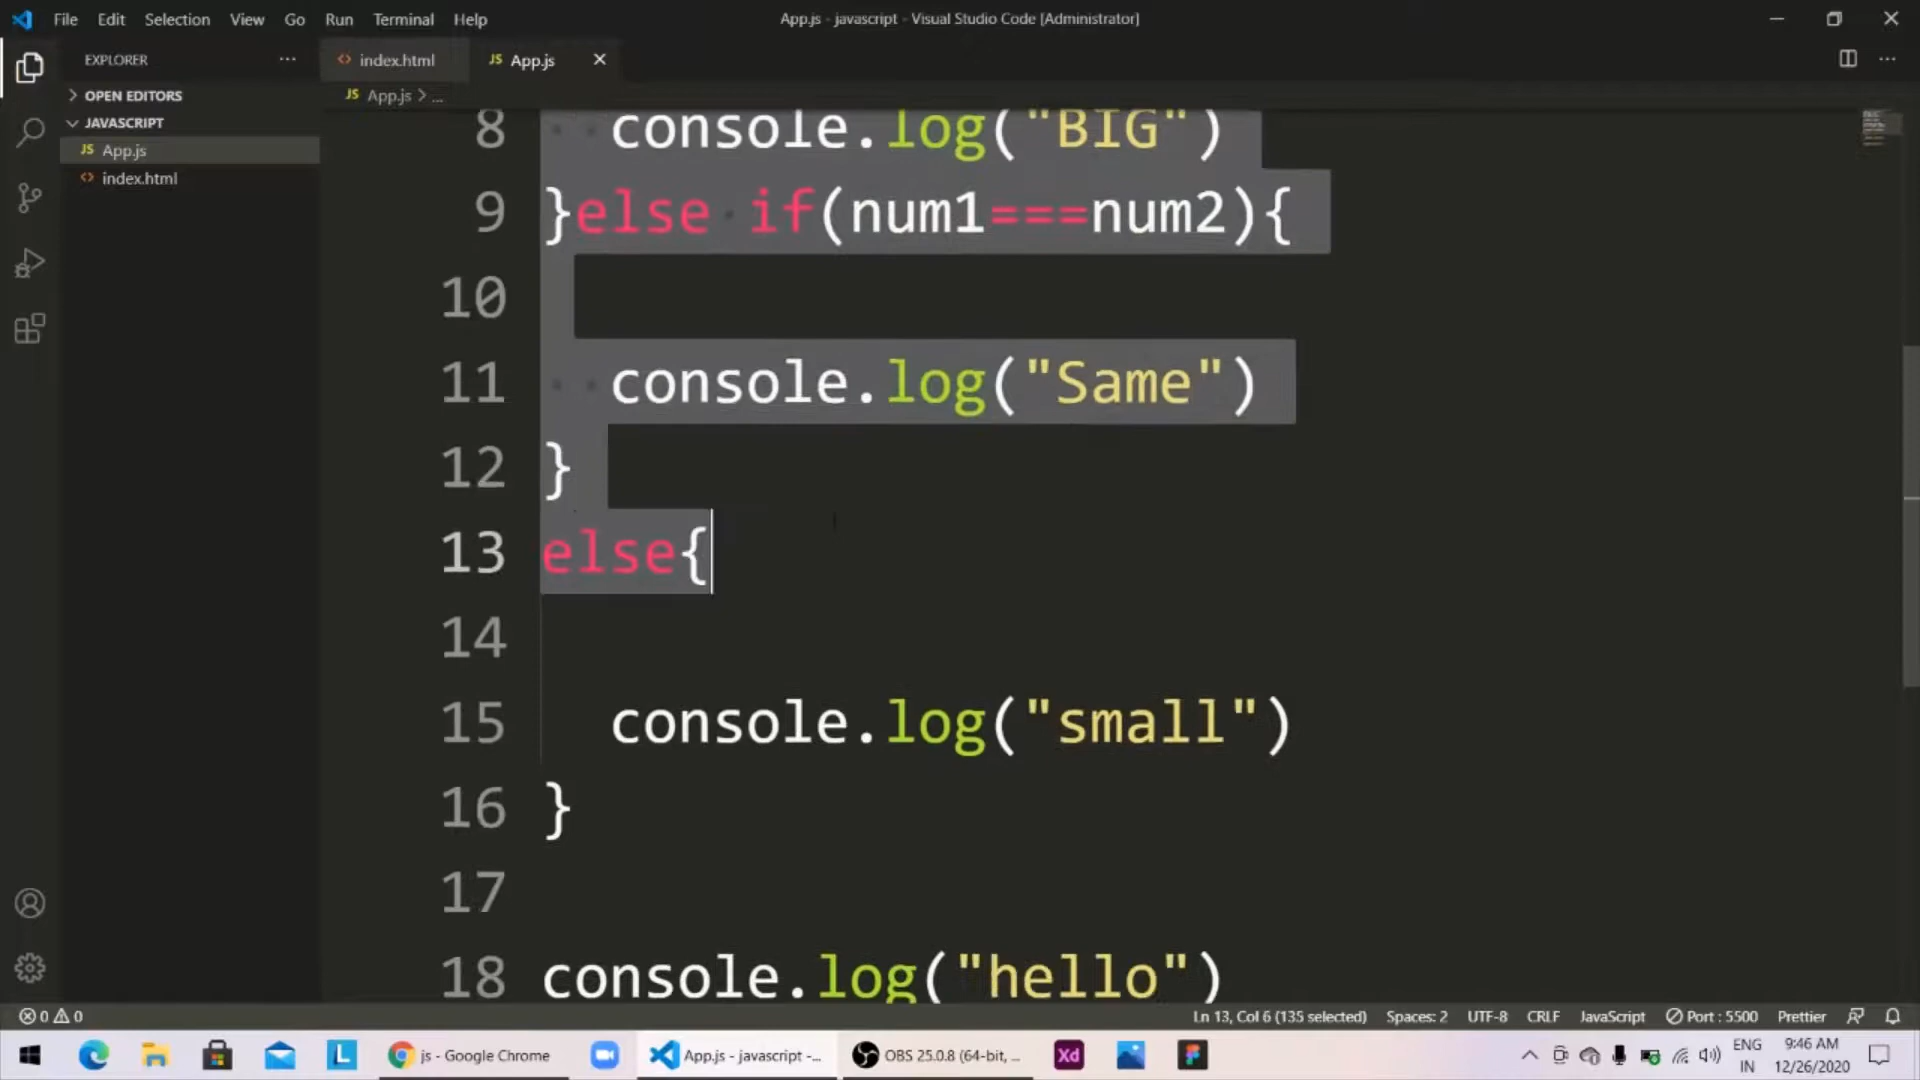 File Edit Selection View Go Run Terminal Help
App.js - javascript - Visual Studio Code [Administrator]
EXPLORER
index.html
JS App.js
OPEN EDITORS
JS App.js > ...
JAVASCRIPT
JS App.js
index.html
8 console.log("BIG")
9 }else if(num1===num2){
10
11 console.log("Same")
12 }
13 else{
14
15 console.log("small")
16 }
17
18 console.log("hello")
0 0
Ln 13, Col 6 (135 selected) Spaces: 2 UTF-8 CRLF JavaScript Port : 5500 Prettier
L
js - Google Chrome
App.js - javascript -...
OBS 25.0.8 (64-bit, ...
Xd
ENG
IN
9:46 AM
12/26/2020